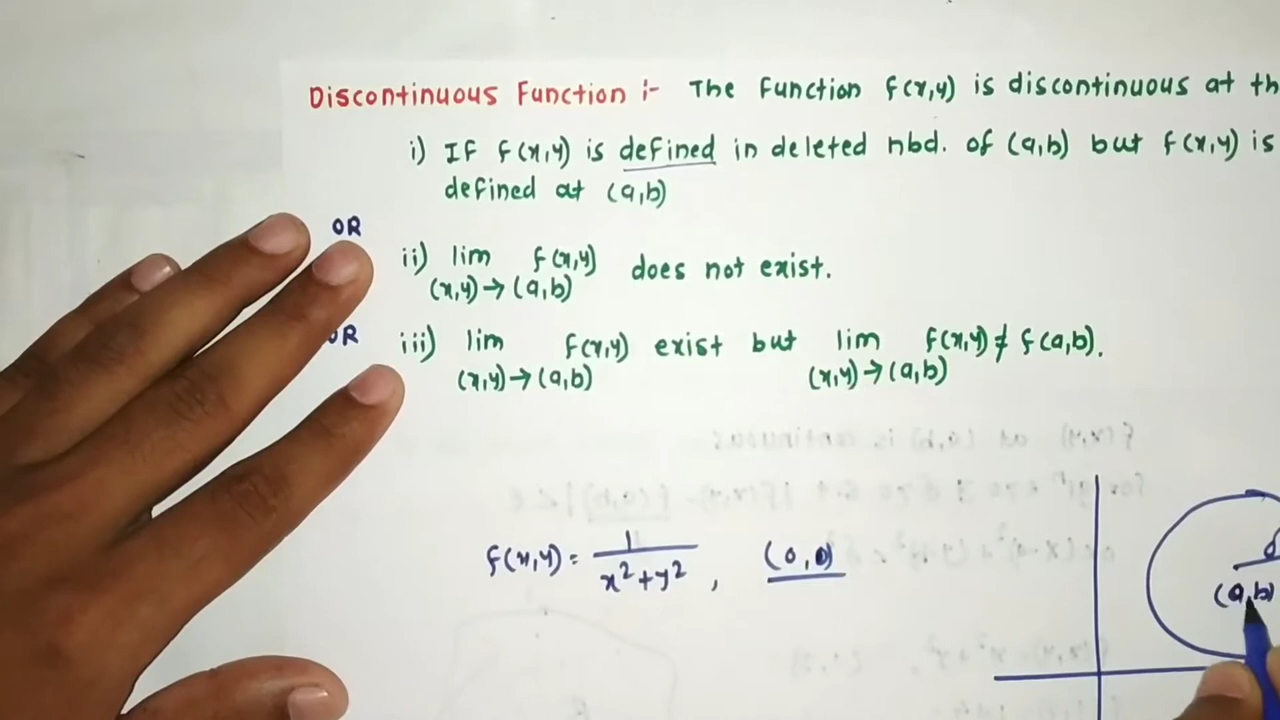 Discontinuous Function :- The Function f(x,y) is discontinuous at
i) If f(x,y) is defined in deleted nbd. of (a,b) but f(x,y) is
defined at (a,b)
OR
ii) lim f(x,y) does not exist.
(x,y)→(a,b)
OR iii) lim f(x,y) exist but lim f(x,y) ≠ f(a,b).
(x,y)→(a,b) (x,y)→(a,b)
f(x,y) = 1/x²+y² , (0,0)
(a,b)